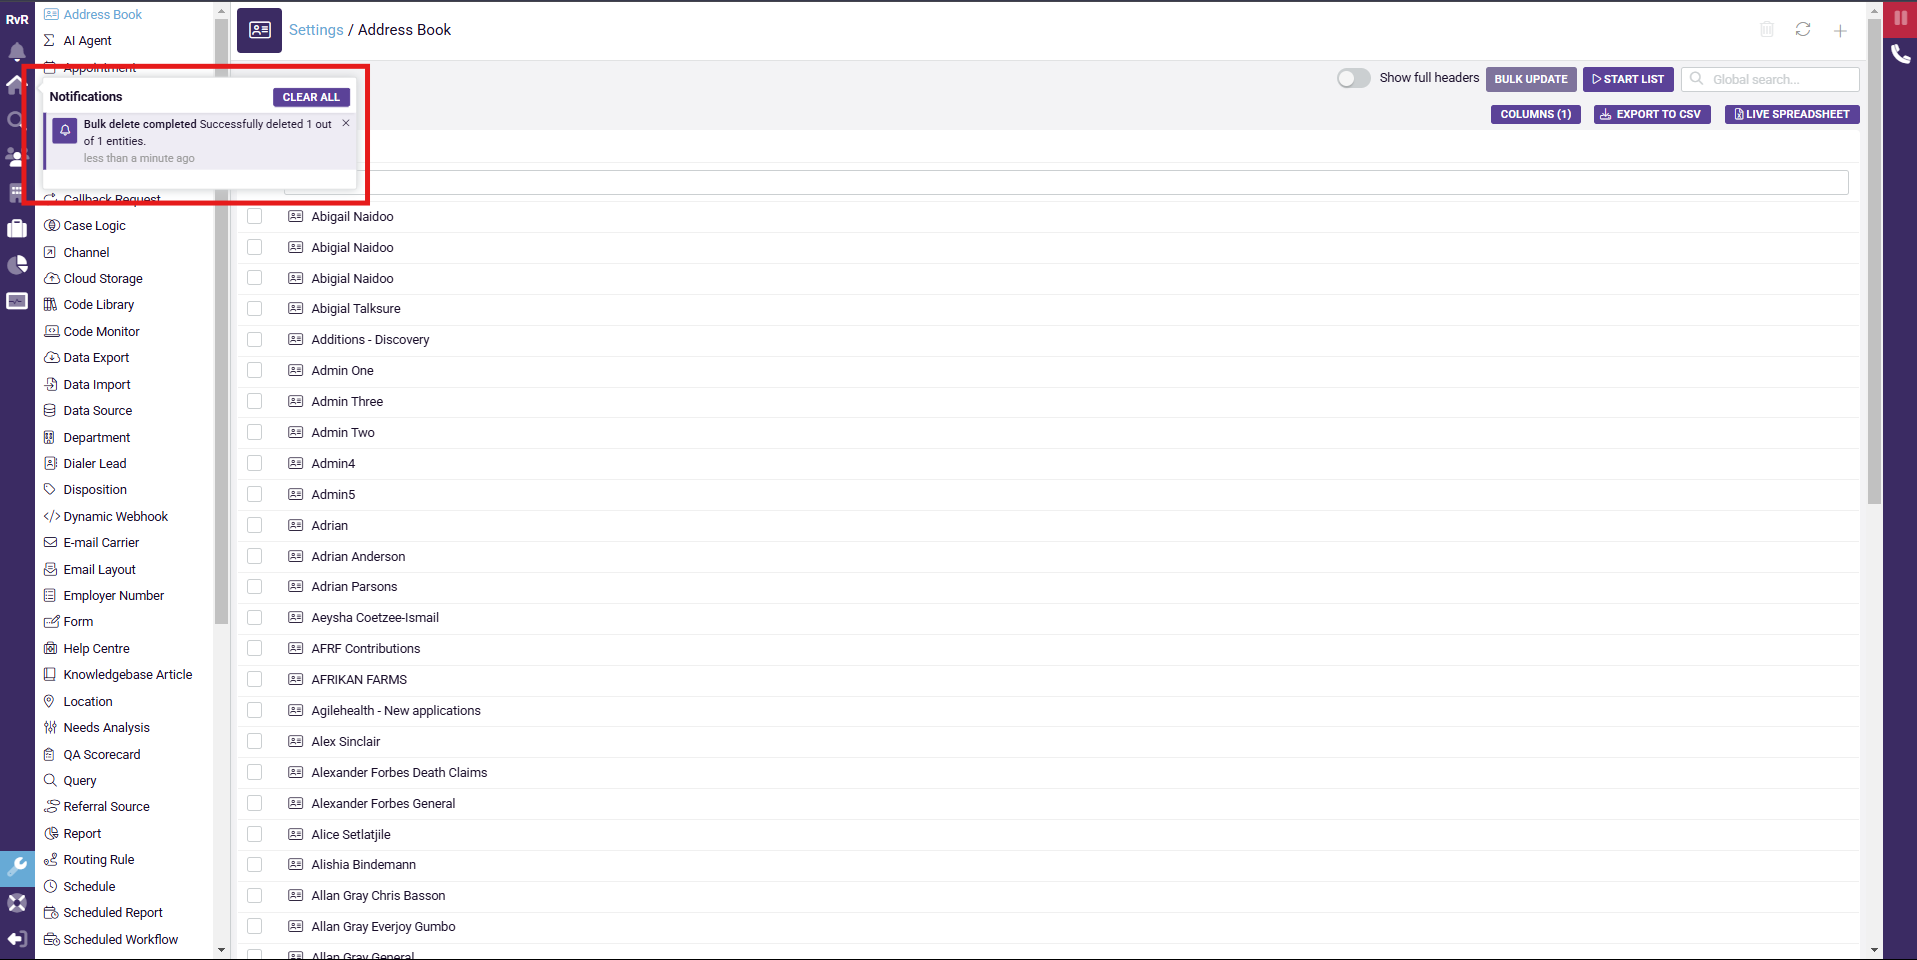 RvR
Address Book
AI Agent
Appointment
Notifications
CLEAR ALL
Bulk delete completed Successfully deleted 1 out
of 1 entities.
less than a minute ago
Callback Request
Case Logic
Channel
Cloud Storage
Code Library
Code Monitor
Data Export
Data Import
Data Source
Department
Dialer Lead
Disposition
Dynamic Webhook
E-mail Carrier
Email Layout
Employer Number
Form
Help Centre
Knowledgebase Article
Location
Needs Analysis
QA Scorecard
Query
Referral Source
Report
Routing Rule
Schedule
Scheduled Report
Scheduled Workflow
Settings / Address Book
Show full headers
BULK UPDATE
START LIST
Global search...
COLUMNS (1)
EXPORT TO CSV
LIVE SPREADSHEET
Abigail Naidoo
Abigial Naidoo
Abigial Naidoo
Abigial Talksure
Additions - Discovery
Admin One
Admin Three
Admin Two
Admin4
Admin5
Adrian
Adrian Anderson
Adrian Parsons
Aeysha Coetzee-Ismail
AFRF Contributions
AFRIKAN FARMS
Agilehealth - New applications
Alex Sinclair
Alexander Forbes Death Claims
Alexander Forbes General
Alice Setlatjile
Alishia Bindemann
Allan Gray Chris Basson
Allan Gray Everjoy Gumbo
Allan Gray General